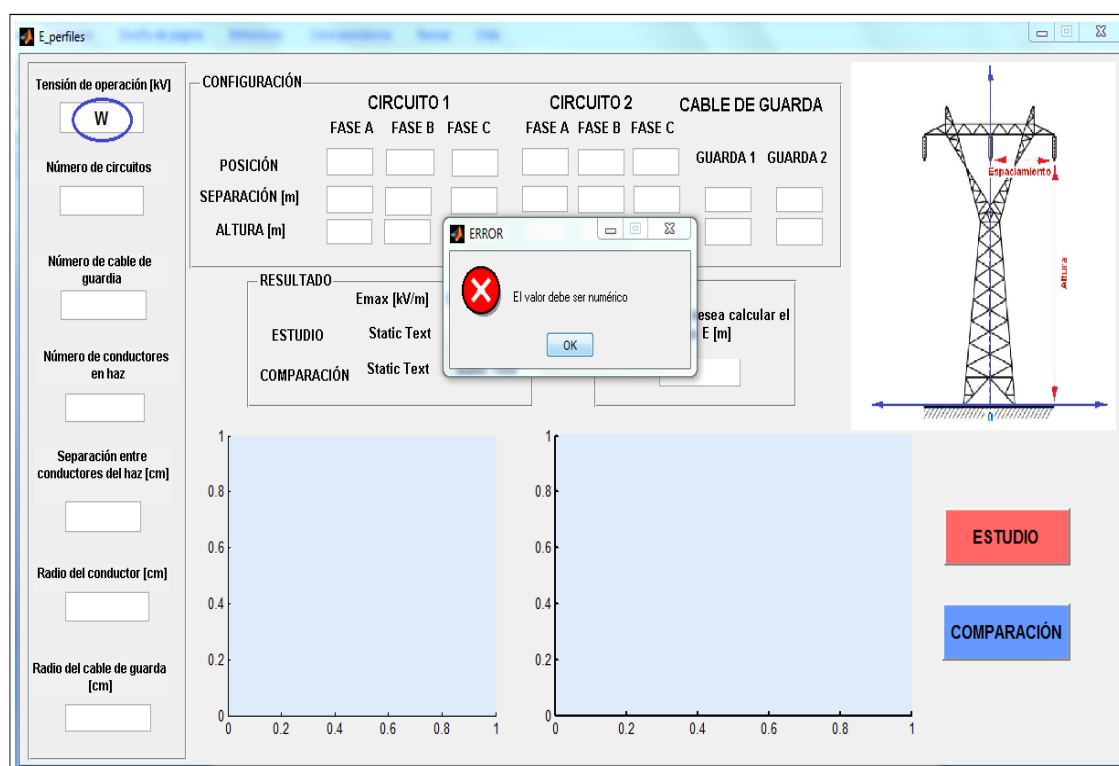 E_perfiles
Tensión de operación [kV]
W
Número de circuitos
Número de cable de
guardia
Número de conductores
en haz
Separación entre
conductores del haz [cm]
Radio del conductor [cm]
Radio del cable de guarda
[cm]
CONFIGURACIÓN
CIRCUITO 1 CIRCUITO 2 CABLE DE GUARDA
FASE A FASE B FASE C FASE A FASE B FASE C
GUARDA 1 GUARDA 2
POSICIÓN
SEPARACIÓN [m]
ALTURA [m]
ERROR
El valor debe ser numérico
OK
RESULTADO
Emax [kV/m]
ESTUDIO Static Text
COMPARACIÓN Static Text
esea calcular el
E [m]
Espaciamiento
Altura
0
1
0.8
0.6
0.4
0.2
0
0 0.2 0.4 0.6 0.8 1
1
0.8
0.6
0.4
0.2
0
0 0.2 0.4 0.6 0.8 1
ESTUDIO
COMPARACIÓN